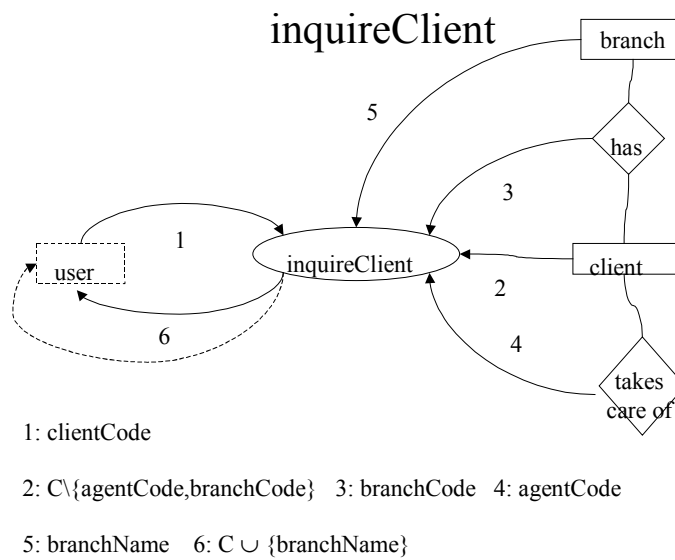 inquireClient
branch
5
has
3
1
user
inquireClient
client
2
6
4
takes
care of
1: clientCode
2: C\{agentCode,branchCode} 3: branchCode 4: agentCode
5: branchName 6: C ∪ {branchName}